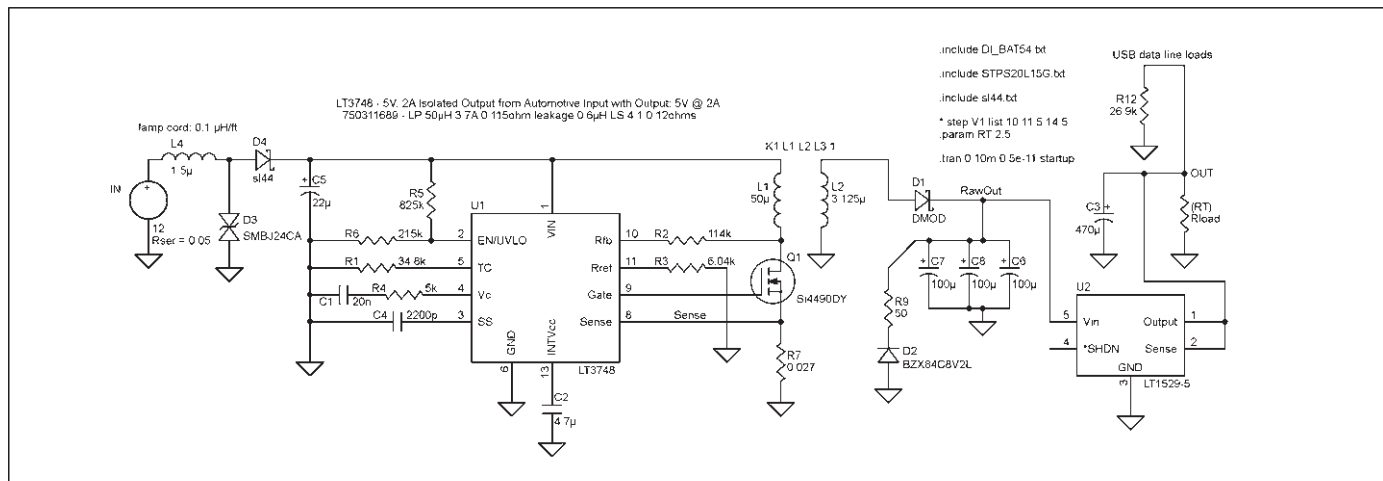 .include DI_BAT54 txt
.include STPS20L15G.txt
.include sI44.txt
* step V1 list 10 11 5 14 5
.param RT 2.5
.tran 0 10m 0 5e-11 startup
USB data line loads
R12
26 9k
LT3748 - 5V, 2A Isolated Output from Automotive Input with Output: 5V @ 2A
750311689 - LP 50µH 3 7A 0 115ohm leakage 0 6µH LS 4 1 0 12ohms
lamp cord: 0.1 µH/ft
L4
1 5µ
D4
sI44
IN
12
Rser = 0 05
D3
SMBJ24CA
C5
22µ
R5
825k
R6
215k
R1
34 8k
C1
20n
R4
5k
C4
2200p
U1
1
VIN
2
EN/UVLO
5
TC
4
Vc
3
SS
GND
6
INTVcc
13
Rfb
10
Rref
11
Gate
9
Sense
8
LT3748
C2
4 7µ
R2
114k
R3
6.04k
Sense
K1 L1 L2 L3 1
L1
50µ
L2
3 125µ
Q1
Si4490DY
R7
0 027
D1
DMOD
RawOut
C7
100µ
C8
100µ
C6
100µ
R9
50
D2
BZX84C8V2L
OUT
C3
470µ
(RT)
Rload
U2
5
Vin
4
*SHDN
Output
1
Sense
2
GND
3
LT1529-5